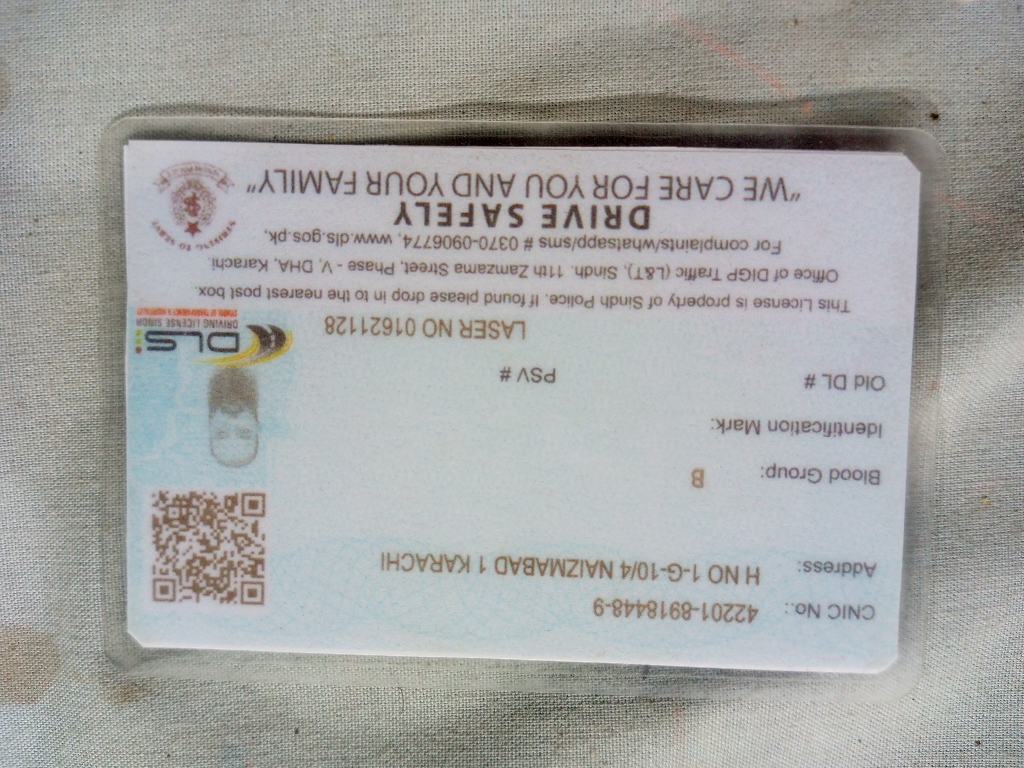 CNIC No.: 42201-8918448-9
Address: H NO 1-G-10/4 NAIZMABAD 1 KARACHI
Blood Group: B
Identification Mark:
Old DL # PSV #
DLS
DRIVING LICENSE SINDH
LASER NO 01621128
This License is property of Sindh Police. If found please drop in to the nearest post box.
Office of DIGP Traffic (L&T), Sindh. 11th Zamzama Street, Phase - V, DHA, Karachi.
For complaints/whatsapp/sms # 0370-0906774, www.dls.gos.pk,
DRIVE SAFELY
"WE CARE FOR YOU AND YOUR FAMILY"